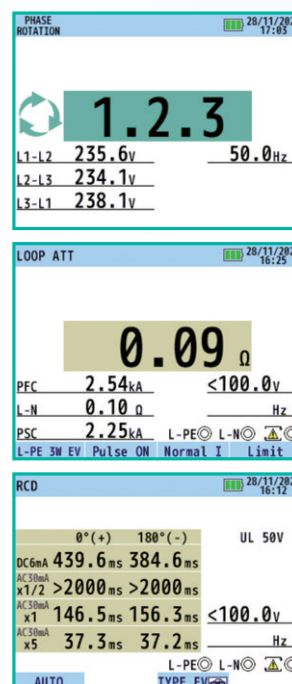 PHASE
ROTATION
28/11/202
17:03
1.2.3
L1-L2 235.6V 50.0Hz
L2-L3 234.1V
L3-L1 238.1V
LOOP ATT
28/11/202
16:25
0.09 Ω
PFC 2.54kA <100.0V
L-N 0.10 Ω Hz
PSC 2.25kA L-PE L-N
L-PE 3W EV Pulse ON Normal I Limit
RCD
28/11/202
16:12
0°(+) 180°(-) UL 50V
DC6mA 439.6ms 384.6ms
AC30mA
x1/2 >2000ms >2000ms
AC30mA
x1 146.5ms 156.3ms <100.0V
AC30mA
x5 37.3ms 37.2ms Hz
L-PE L-N
AUTO TYPE EV